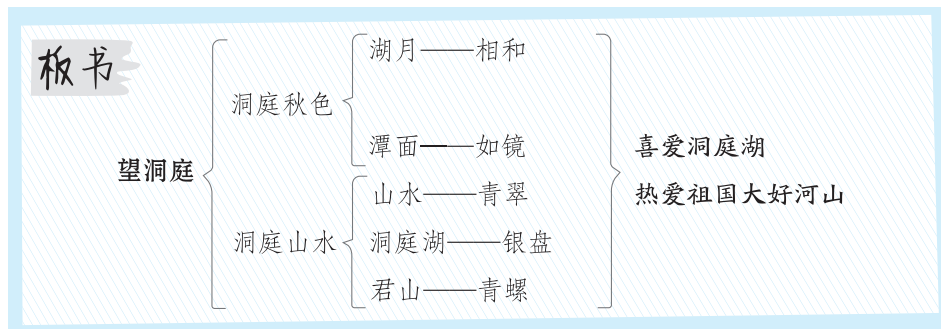 板书
望洞庭
洞庭秋色
湖月——相和
潭面——如镜
洞庭山水
山水——青翠
洞庭湖——银盘
君山——青螺
喜爱洞庭湖
热爱祖国大好河山